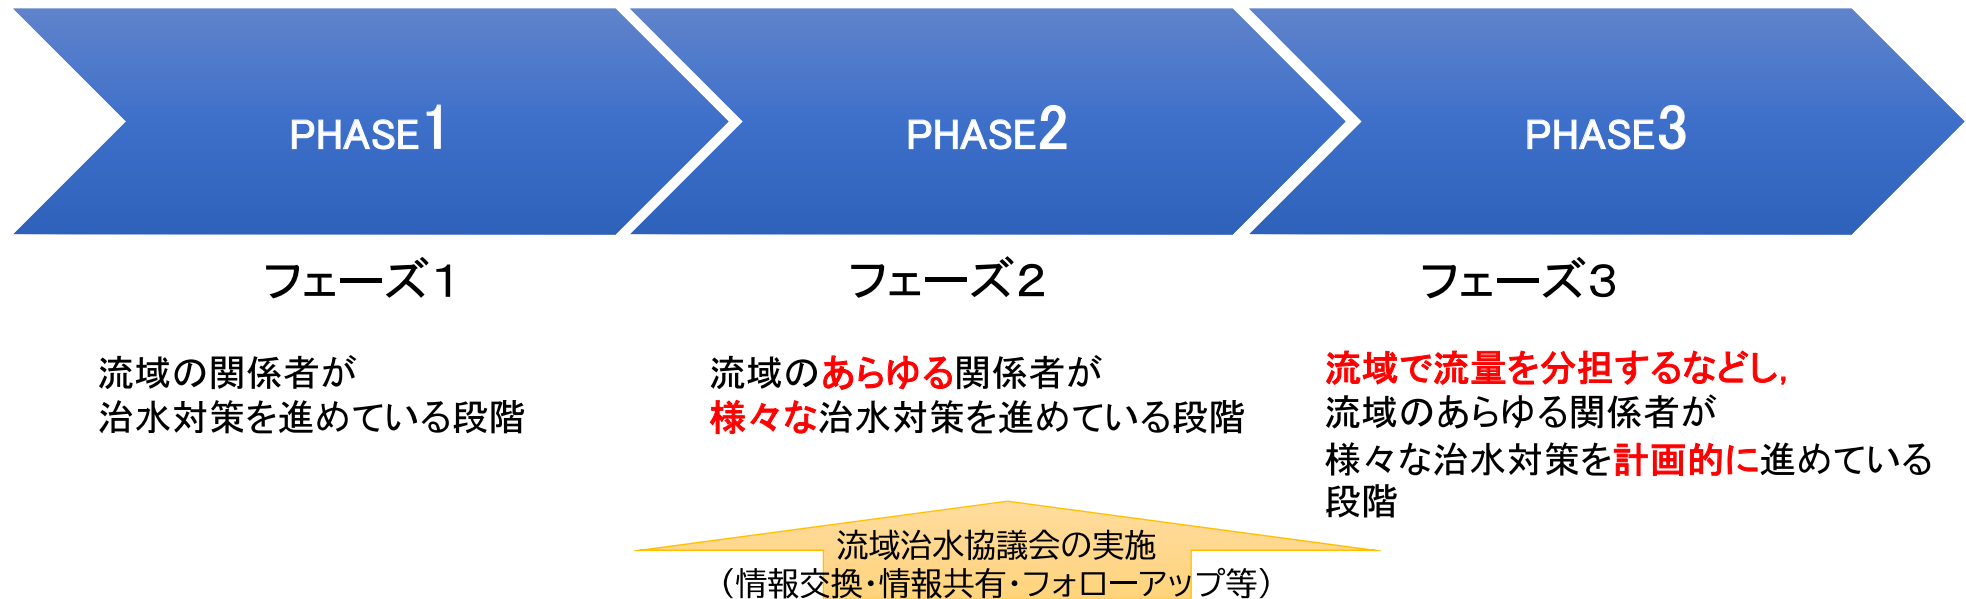 PHASE1
PHASE2
PHASE3
フェーズ１
流域の関係者が
治水対策を進めている段階
フェーズ２
流域のあらゆる関係者が
様々な治水対策を進めている段階
フェーズ３
流域で流量を分担するなどし,
流域のあらゆる関係者が
様々な治水対策を計画的に進めている
段階
流域治水協議会の実施
（情報交換・情報共有・フォローアップ等）